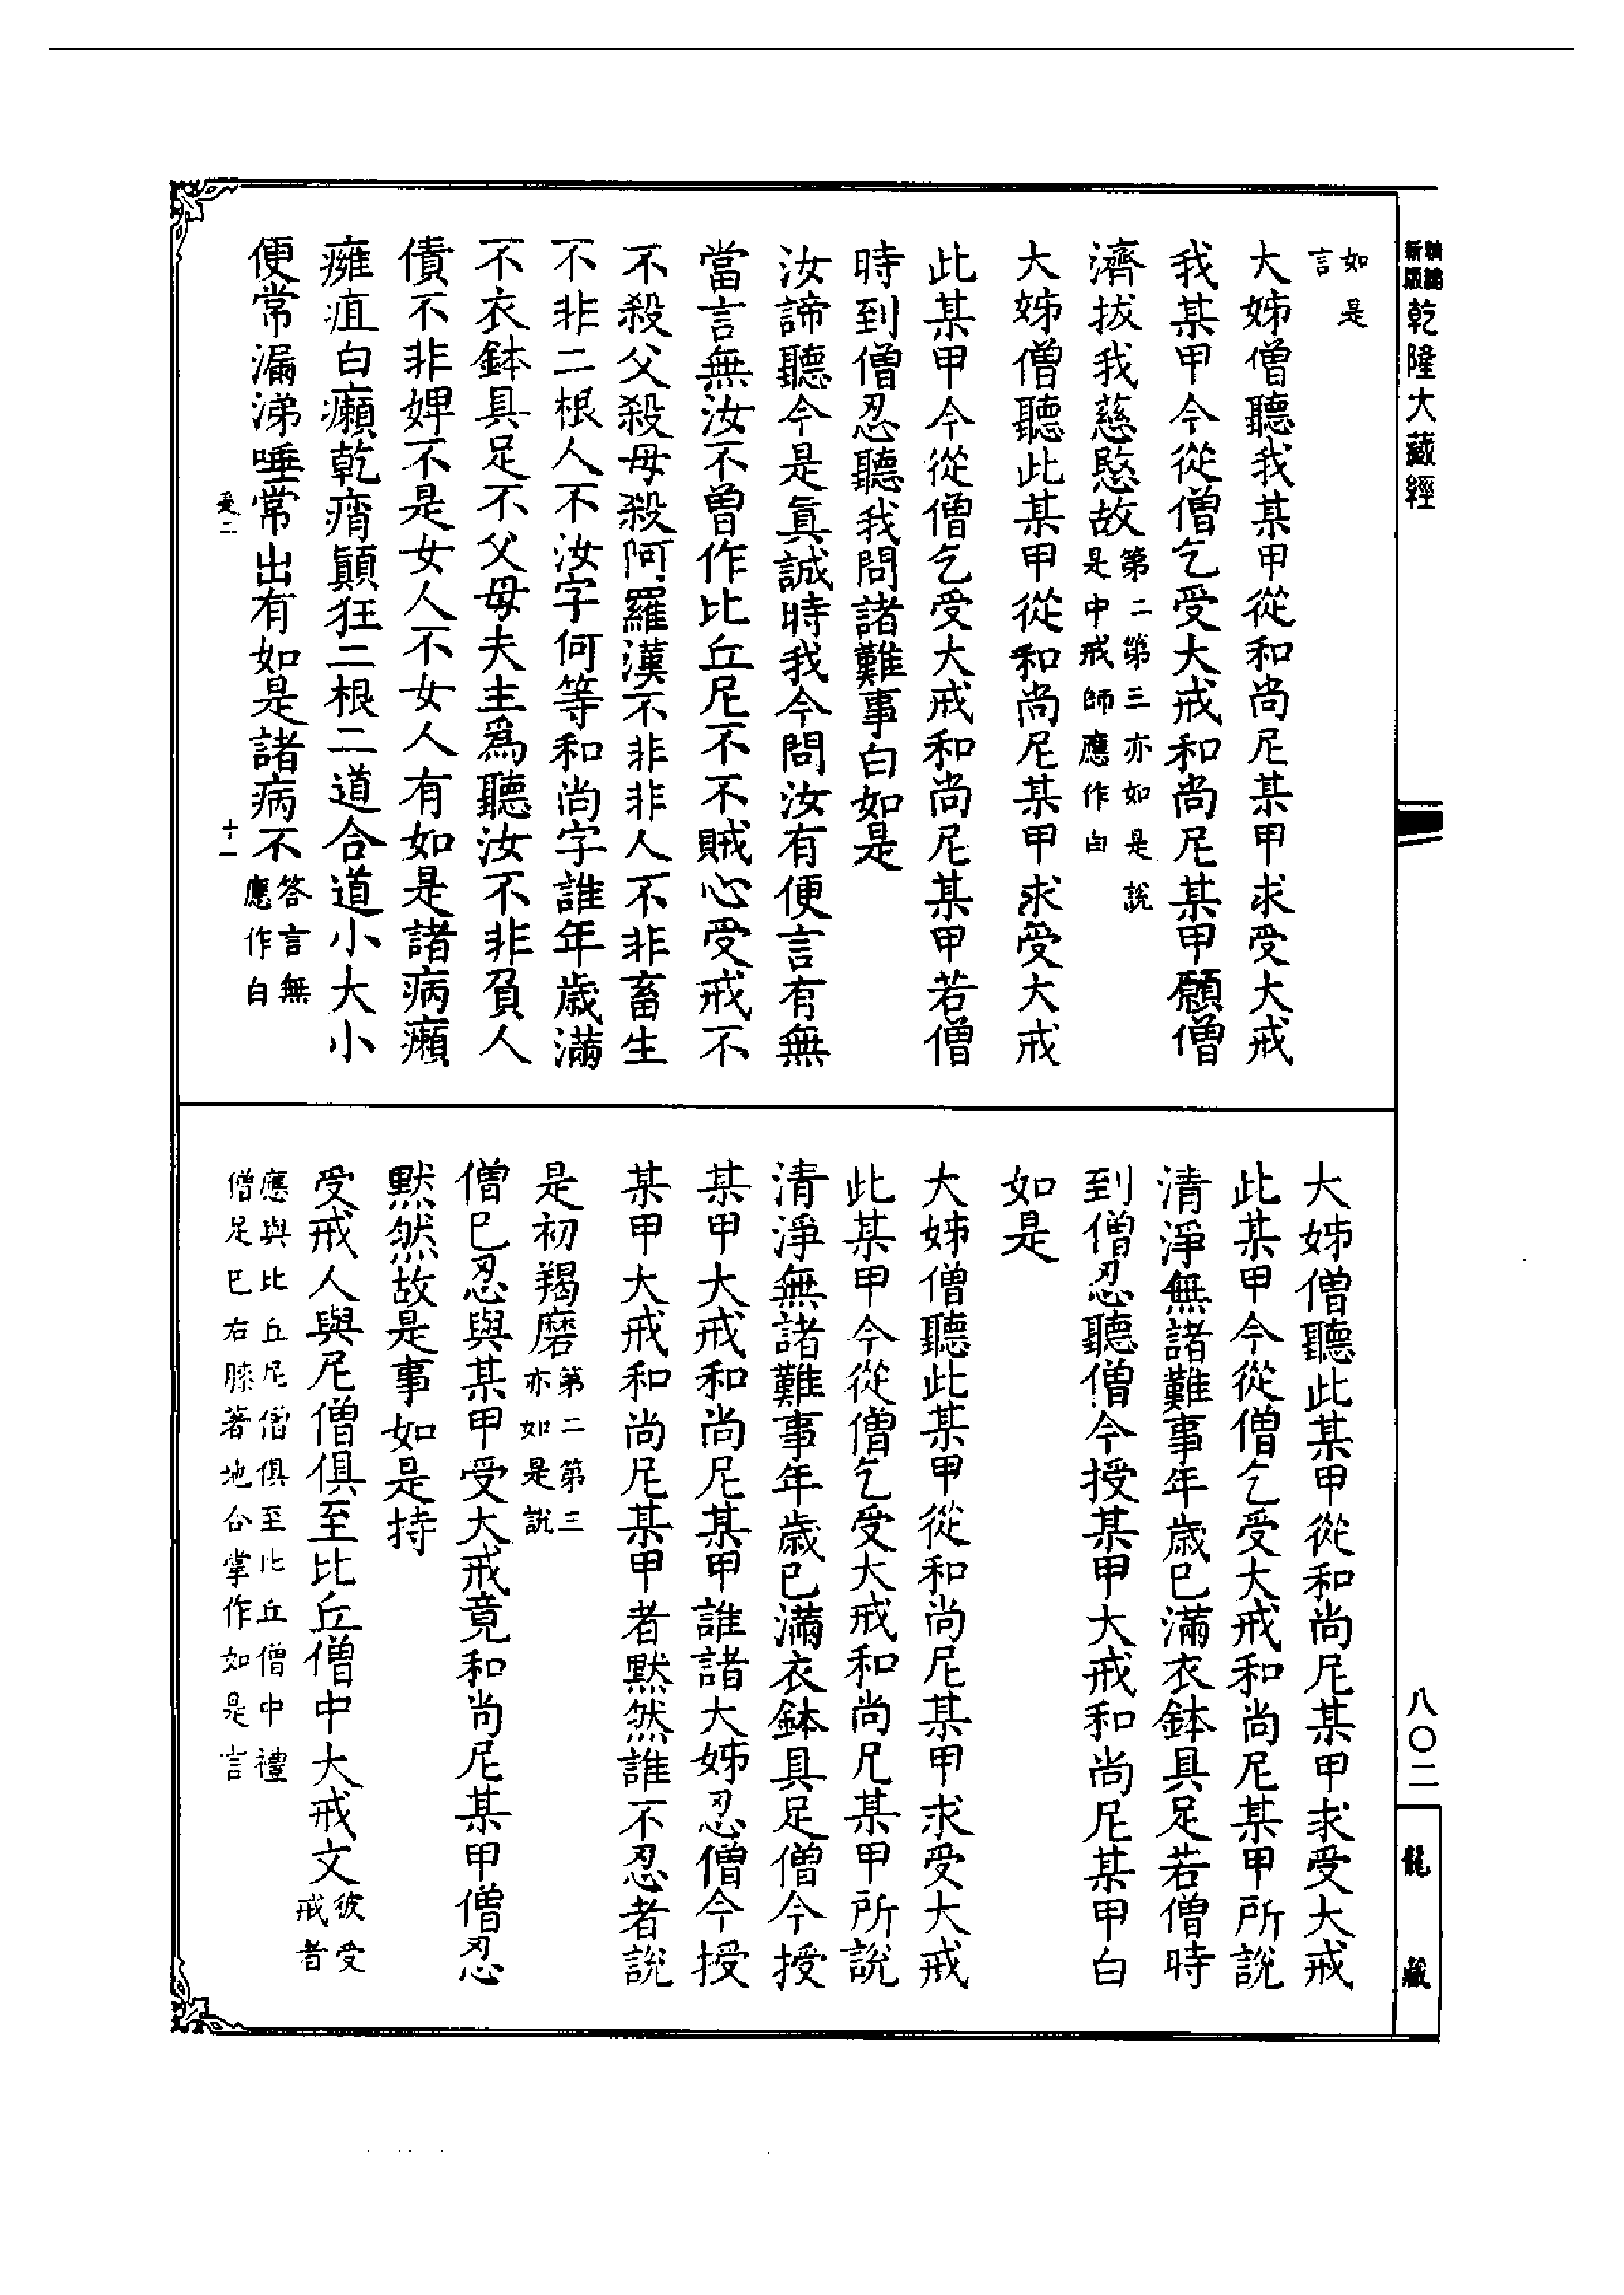 新版精編乾隆大藏經
如是
言
大姊僧聽我某甲從和尚尼某甲求受大戒
我某甲今從僧乞受大戒和尚尼某甲願僧
濟拔我慈愍故
第二第三亦如是說
是中戒師應作白
大姊僧聽此某甲從和尚尼某甲求受大戒
此某甲今從僧乞受大戒和尚尼某甲若僧
時到僧忍聽我問諸難事白如是
汝諦聽今是真誠時我今問汝有便言有無
當言無汝不曾作比丘尼不不賊心受戒不
不殺父殺母殺阿羅漢不非非人不非畜生
不非二根人不汝字何等和尚字誰年歲滿
不衣鉢具足不父母夫主為聽汝不非負人
債不非婢不是女人不女人有如是諸病癩
癰疽白癩乾痟顛狂二根二道合道小大小
便常漏涕唾常出有如是諸病不
答言無
應作白
受二
十一
大姊僧聽此某甲從和尚尼某甲求受大戒
此某甲今從僧乞受大戒和尚尼某甲所說
清淨無諸難事年歲已滿衣鉢具足若僧時
到僧忍聽僧今授某甲大戒和尚尼某甲白
如是
大姊僧聽此某甲從和尚尼某甲求受大戒
此某甲今從僧乞受大戒和尚尼某甲所說
清淨無諸難事年歲已滿衣鉢具足僧今授
某甲大戒和尚尼某甲誰諸大姊忍僧今授
某甲大戒和尚尼某甲者默然誰不忍者說
是初羯磨
第二第三
亦如是說
僧已忍與某甲受大戒竟和尚尼某甲僧忍
默然故是事如是持
受戒人與尼僧俱至比丘僧中大戒文
彼受
戒者
應與比丘尼僧俱至比丘僧中禮
僧足已右膝著地合掌作如是言
八〇二
龍藏